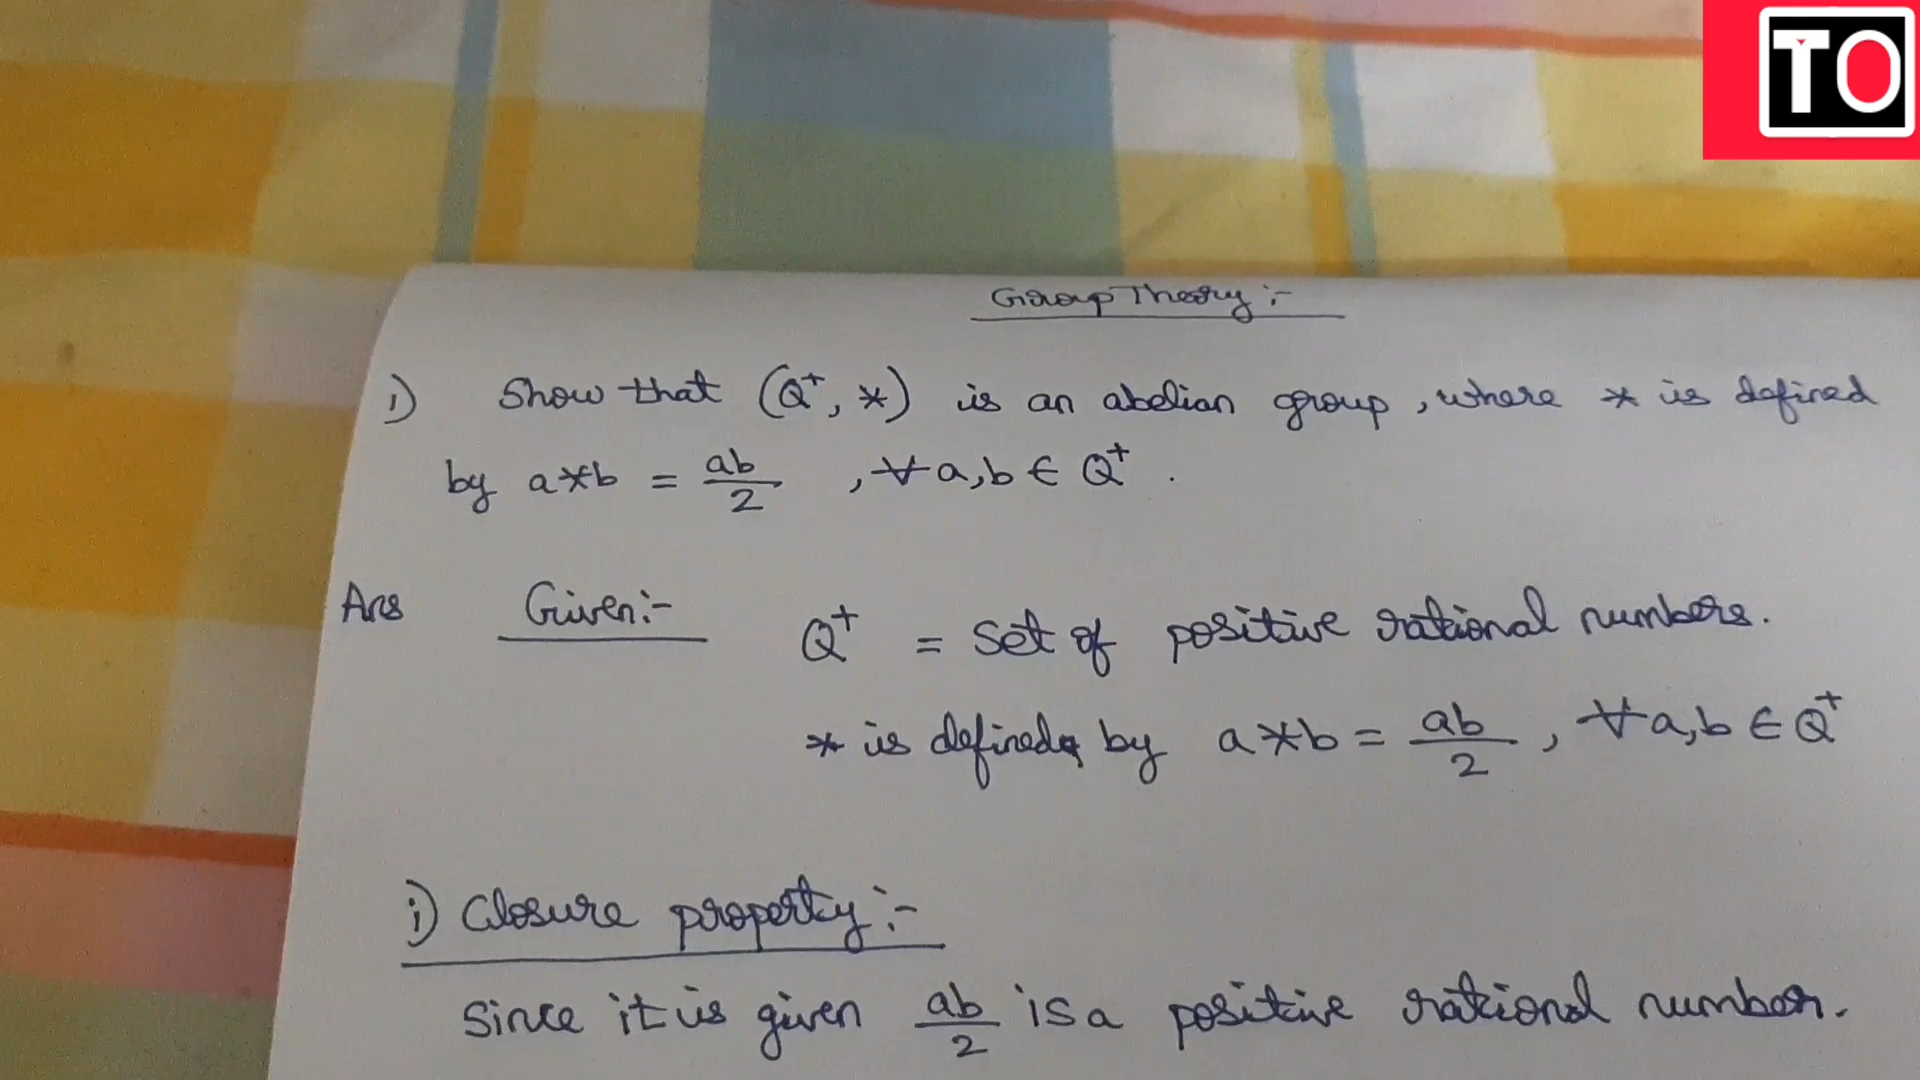 TO
Group Theory :-
1) Show that (Q⁺, *) is an abelian group, where * is defined
by a*b = ab/2 , ∀ a,b ∈ Q⁺.
Ans Given:- Q⁺ = Set of positive rational numbers.
* is defined by a*b = ab/2, ∀ a,b ∈ Q⁺
i) Closure property:-
Since it is given ab/2 is a positive rational number.